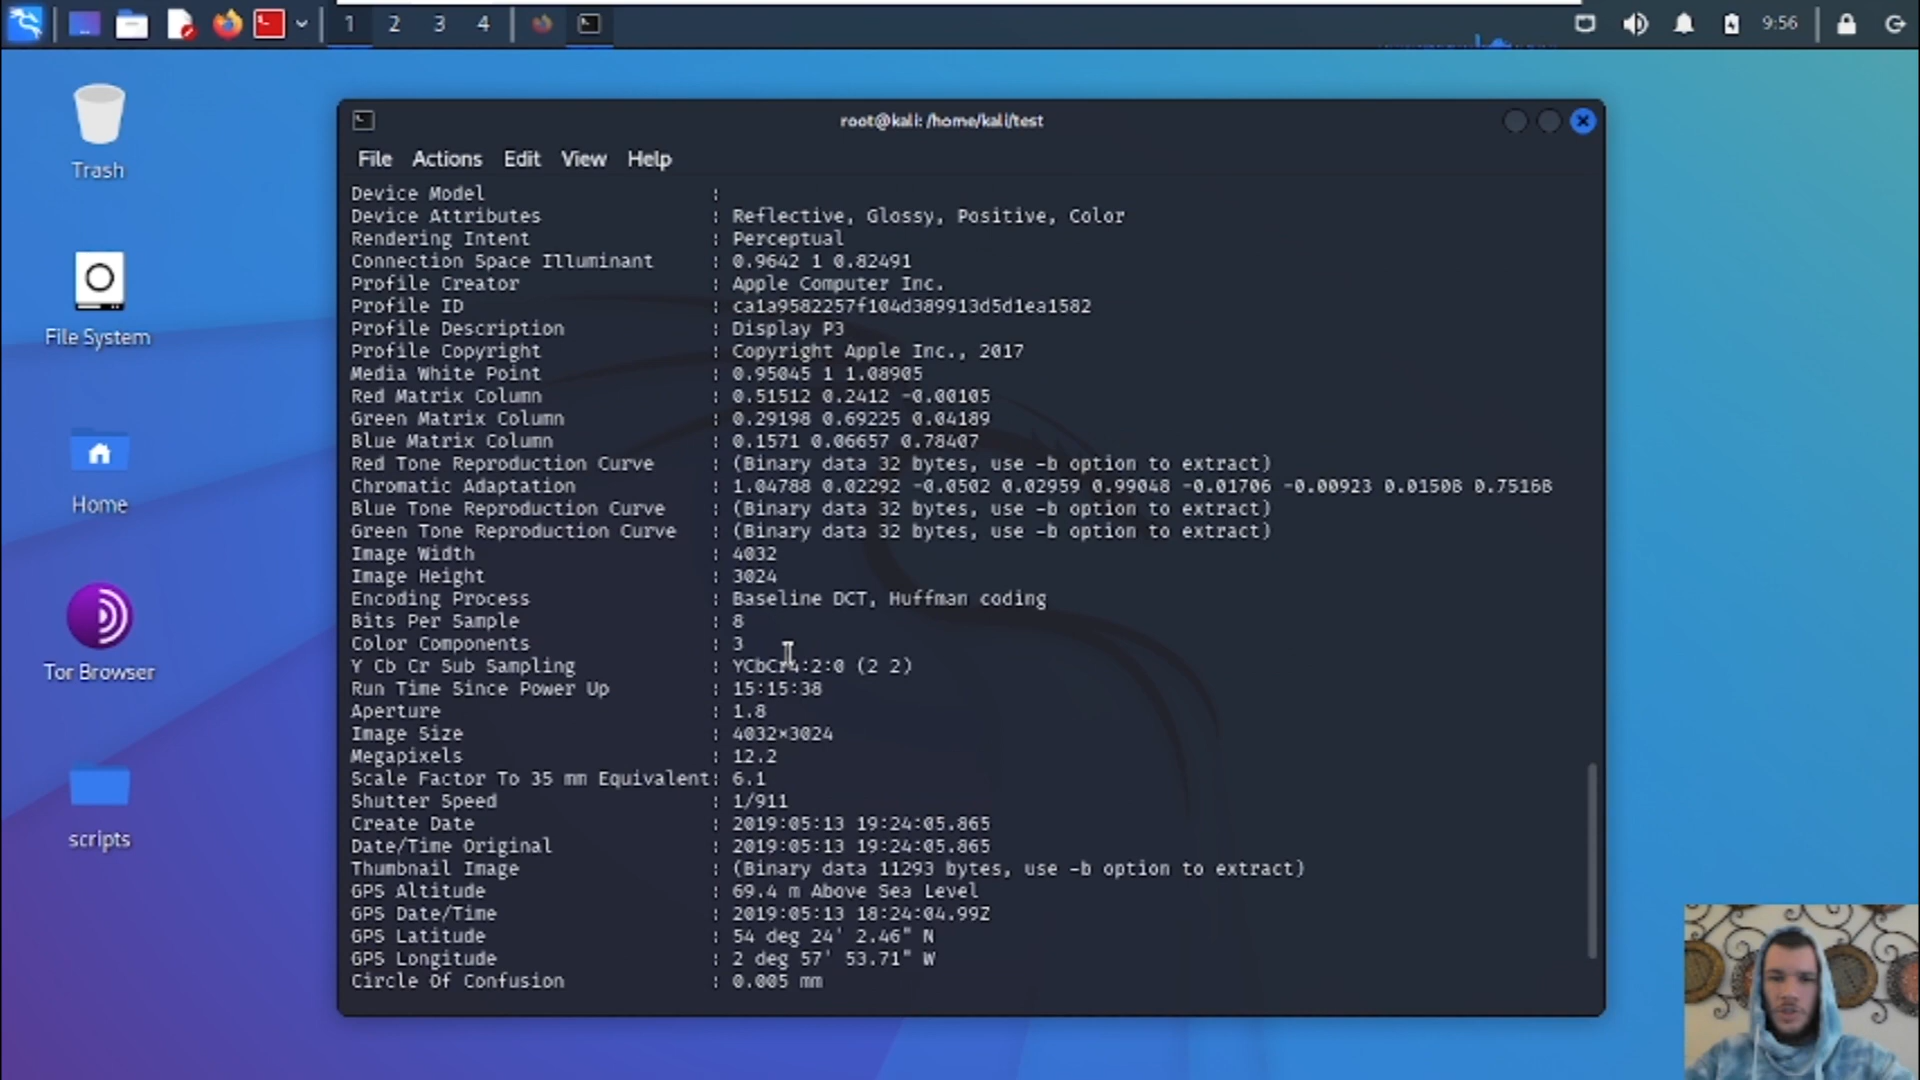 1 2 3 4 9:56
root@kali: /home/kali/test
File Actions Edit View Help
Trash
File System
Home
Tor Browser
scripts
Device Model :
Device Attributes : Reflective, Glossy, Positive, Color
Rendering Intent : Perceptual
Connection Space Illuminant : 0.9642 1 0.82491
Profile Creator : Apple Computer Inc.
Profile ID : ca1a9582257f104d389913d5d1ea1582
Profile Description : Display P3
Profile Copyright : Copyright Apple Inc., 2017
Media White Point : 0.95045 1 1.08905
Red Matrix Column : 0.51512 0.2412 -0.00105
Green Matrix Column : 0.29198 0.69225 0.04189
Blue Matrix Column : 0.1571 0.06657 0.78407
Red Tone Reproduction Curve : (Binary data 32 bytes, use -b option to extract)
Chromatic Adaptation : 1.04788 0.02292 -0.0502 0.02959 0.99048 -0.01706 -0.00923 0.01508 0.75168
Blue Tone Reproduction Curve : (Binary data 32 bytes, use -b option to extract)
Green Tone Reproduction Curve : (Binary data 32 bytes, use -b option to extract)
Image Width : 4032
Image Height : 3024
Encoding Process : Baseline DCT, Huffman coding
Bits Per Sample : 8
Color Components : 3
Y Cb Cr Sub Sampling : YCbCr4:2:0 (2 2)
Run Time Since Power Up : 15:15:38
Aperture : 1.8
Image Size : 4032×3024
Megapixels : 12.2
Scale Factor To 35 mm Equivalent: 6.1
Shutter Speed : 1/911
Create Date : 2019:05:13 19:24:05.865
Date/Time Original : 2019:05:13 19:24:05.865
Thumbnail Image : (Binary data 11293 bytes, use -b option to extract)
GPS Altitude : 69.4 m Above Sea Level
GPS Date/Time : 2019:05:13 18:24:04.99Z
GPS Latitude : 54 deg 24' 2.46" N
GPS Longitude : 2 deg 57' 53.71" W
Circle Of Confusion : 0.005 mm